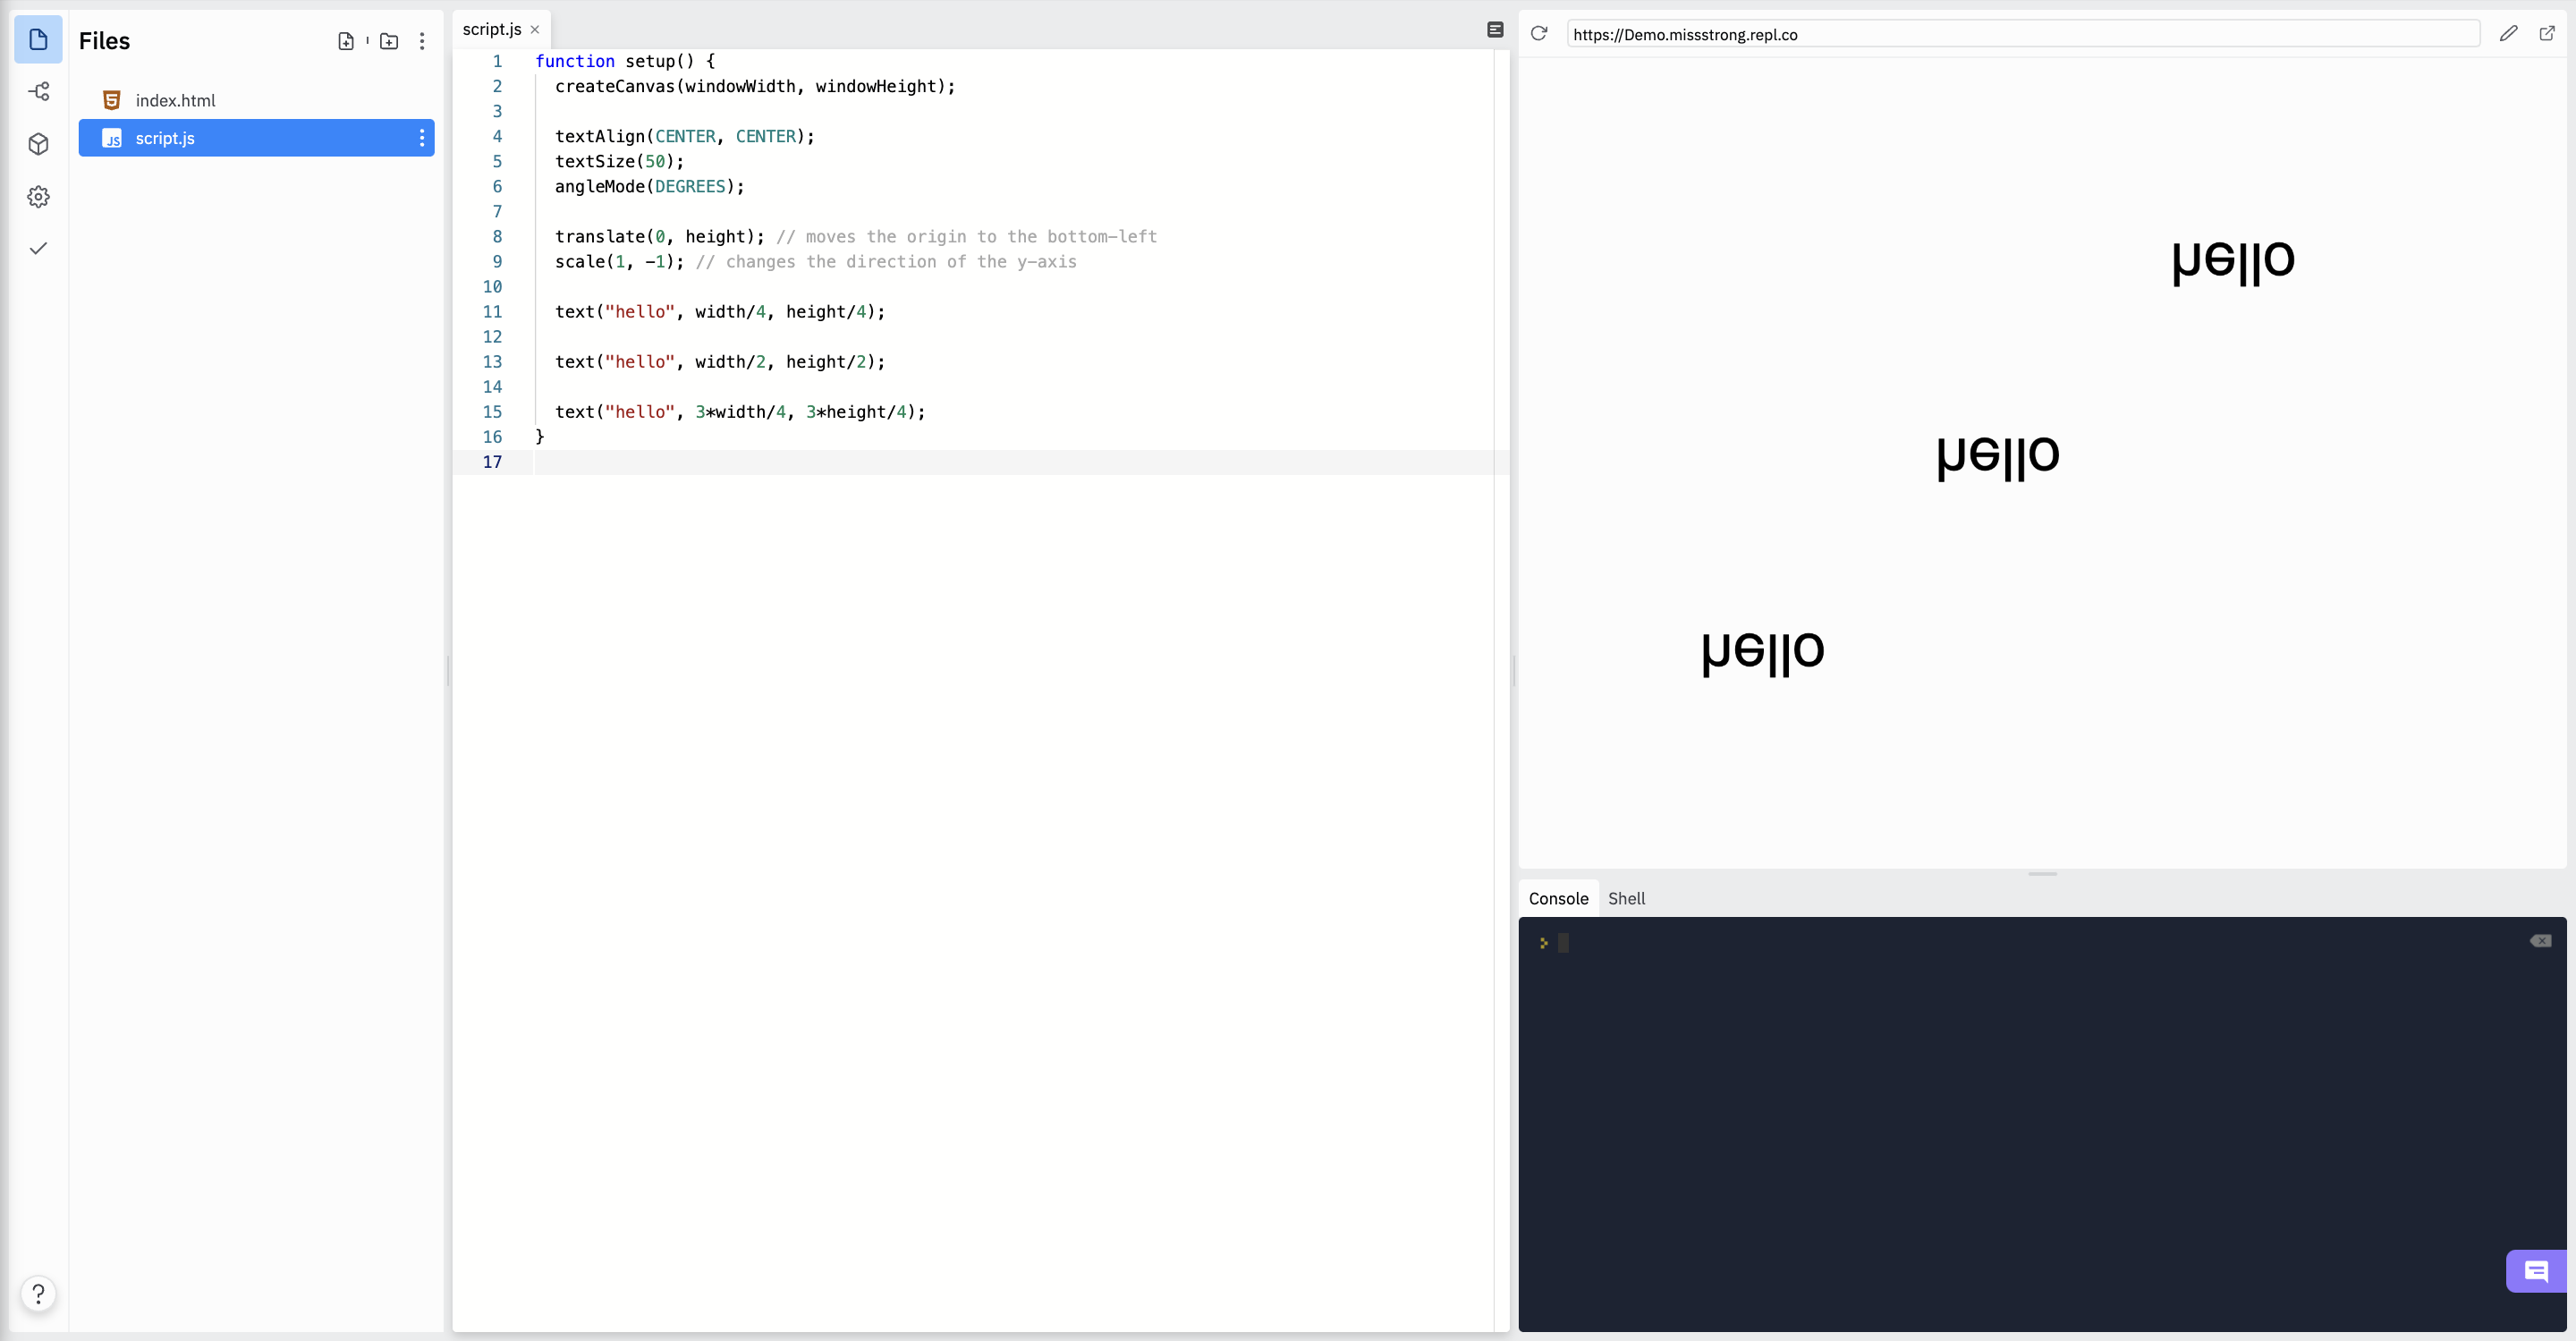 Files
index.html
script.js
script.js
1 function setup() {
2 createCanvas(windowWidth, windowHeight);
3
4 textAlign(CENTER, CENTER);
5 textSize(50);
6 angleMode(DEGREES);
7
8 translate(0, height); // moves the origin to the bottom-left
9 scale(1, -1); // changes the direction of the y-axis
10
11 text("hello", width/4, height/4);
12
13 text("hello", width/2, height/2);
14
15 text("hello", 3*width/4, 3*height/4);
16 }
17
https://Demo.missstrong.repl.co
hello
hello
hello
Console Shell